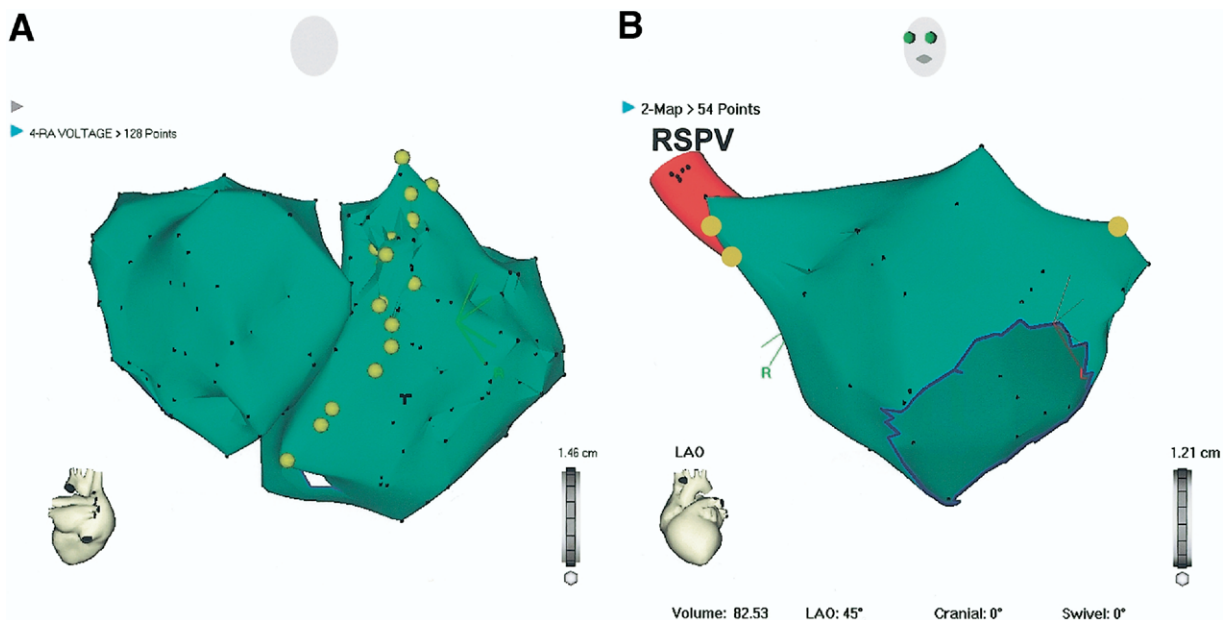 A
4-RA VOLTAGE > 128 Points
T
1.46 cm
B
2-Map > 54 Points
RSPV
R
LAO
1.21 cm
Volume: 82.53 LAO: 45° Cranial: 0° Swivel: 0°